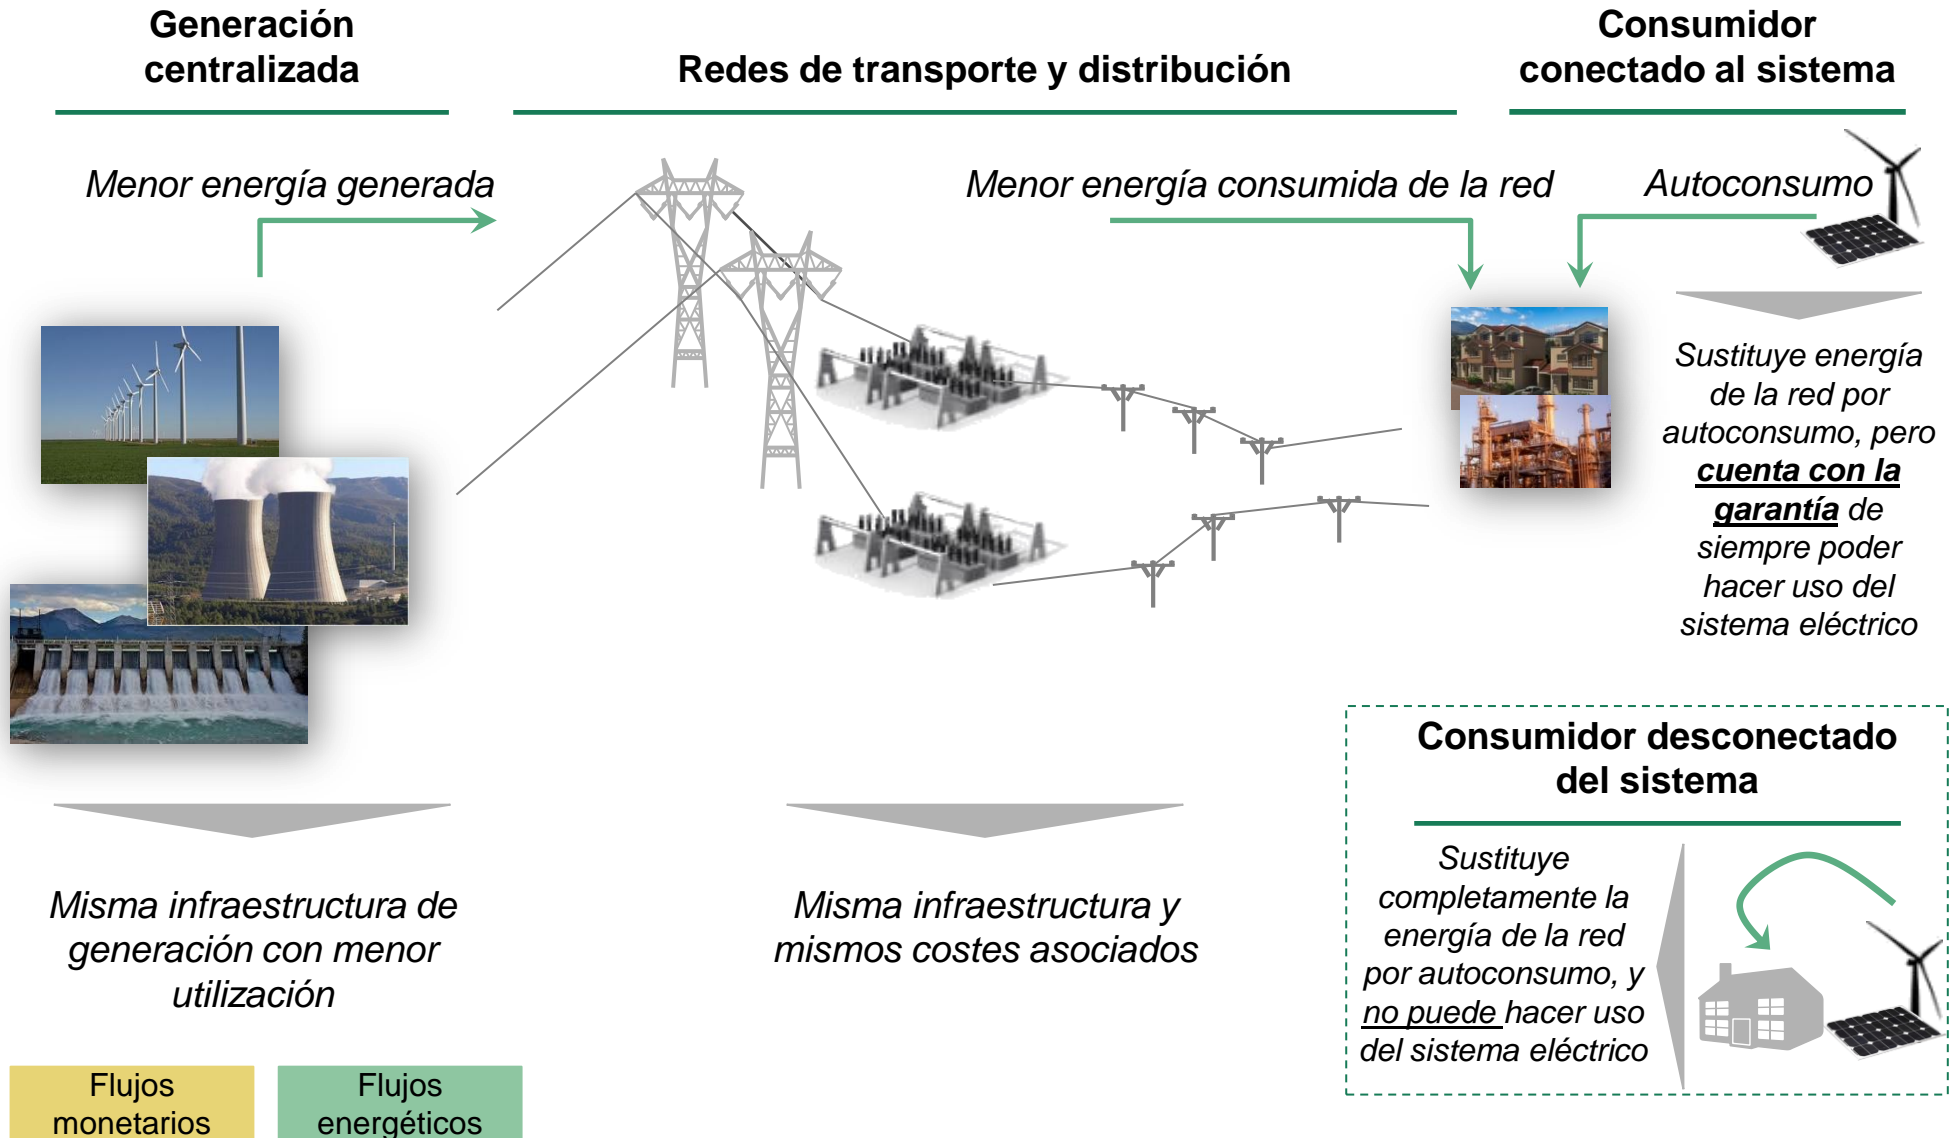 Generación
centralizada
Redes de transporte y distribución
Consumidor
conectado al sistema
Menor energía generada
Menor energía consumida de la red
Autoconsumo
Sustituye energía
de la red por
autoconsumo, pero
cuenta con la
garantía de
siempre poder
hacer uso del
sistema eléctrico
Misma infraestructura de
generación con menor
utilización
Misma infraestructura y
mismos costes asociados
Consumidor desconectado
del sistema
Sustituye
completamente la
energía de la red
por autoconsumo, y
no puede hacer uso
del sistema eléctrico
Flujos
monetarios
Flujos
energéticos